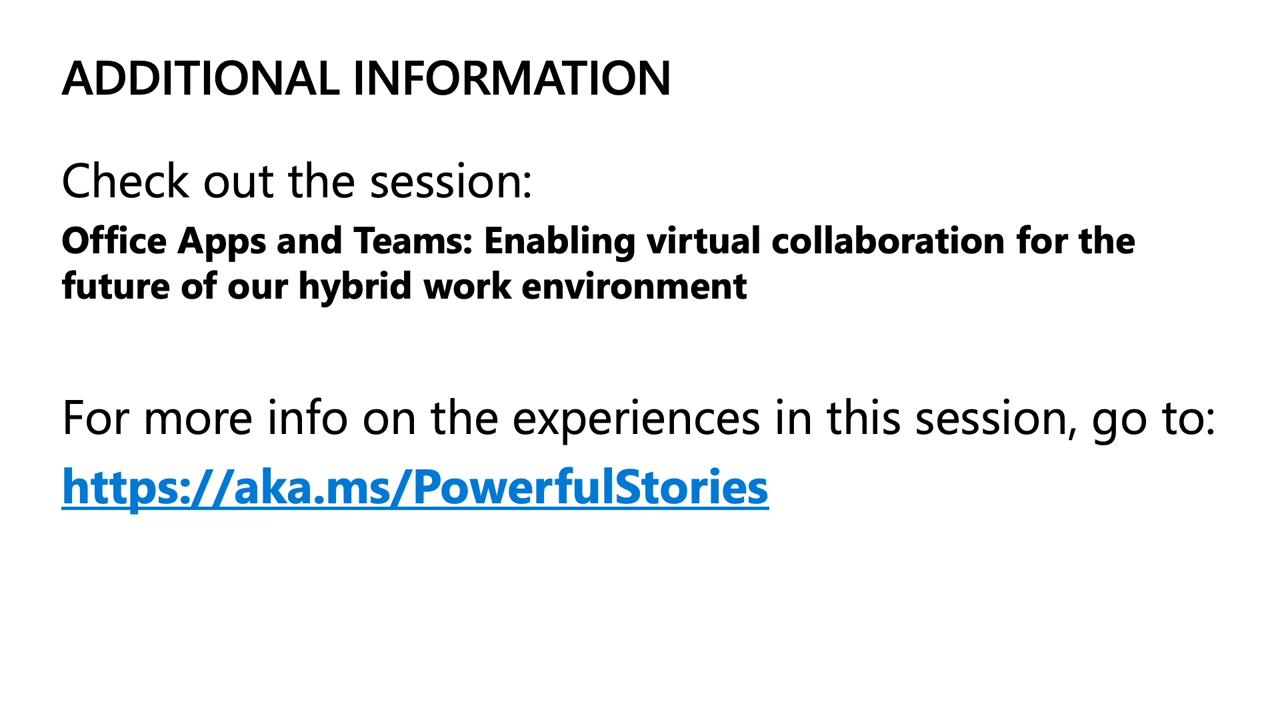 ADDITIONAL INFORMATION
Check out the session:
Office Apps and Teams: Enabling virtual collaboration for the
future of our hybrid work environment
For more info on the experiences in this session, go to:
https://aka.ms/PowerfulStories